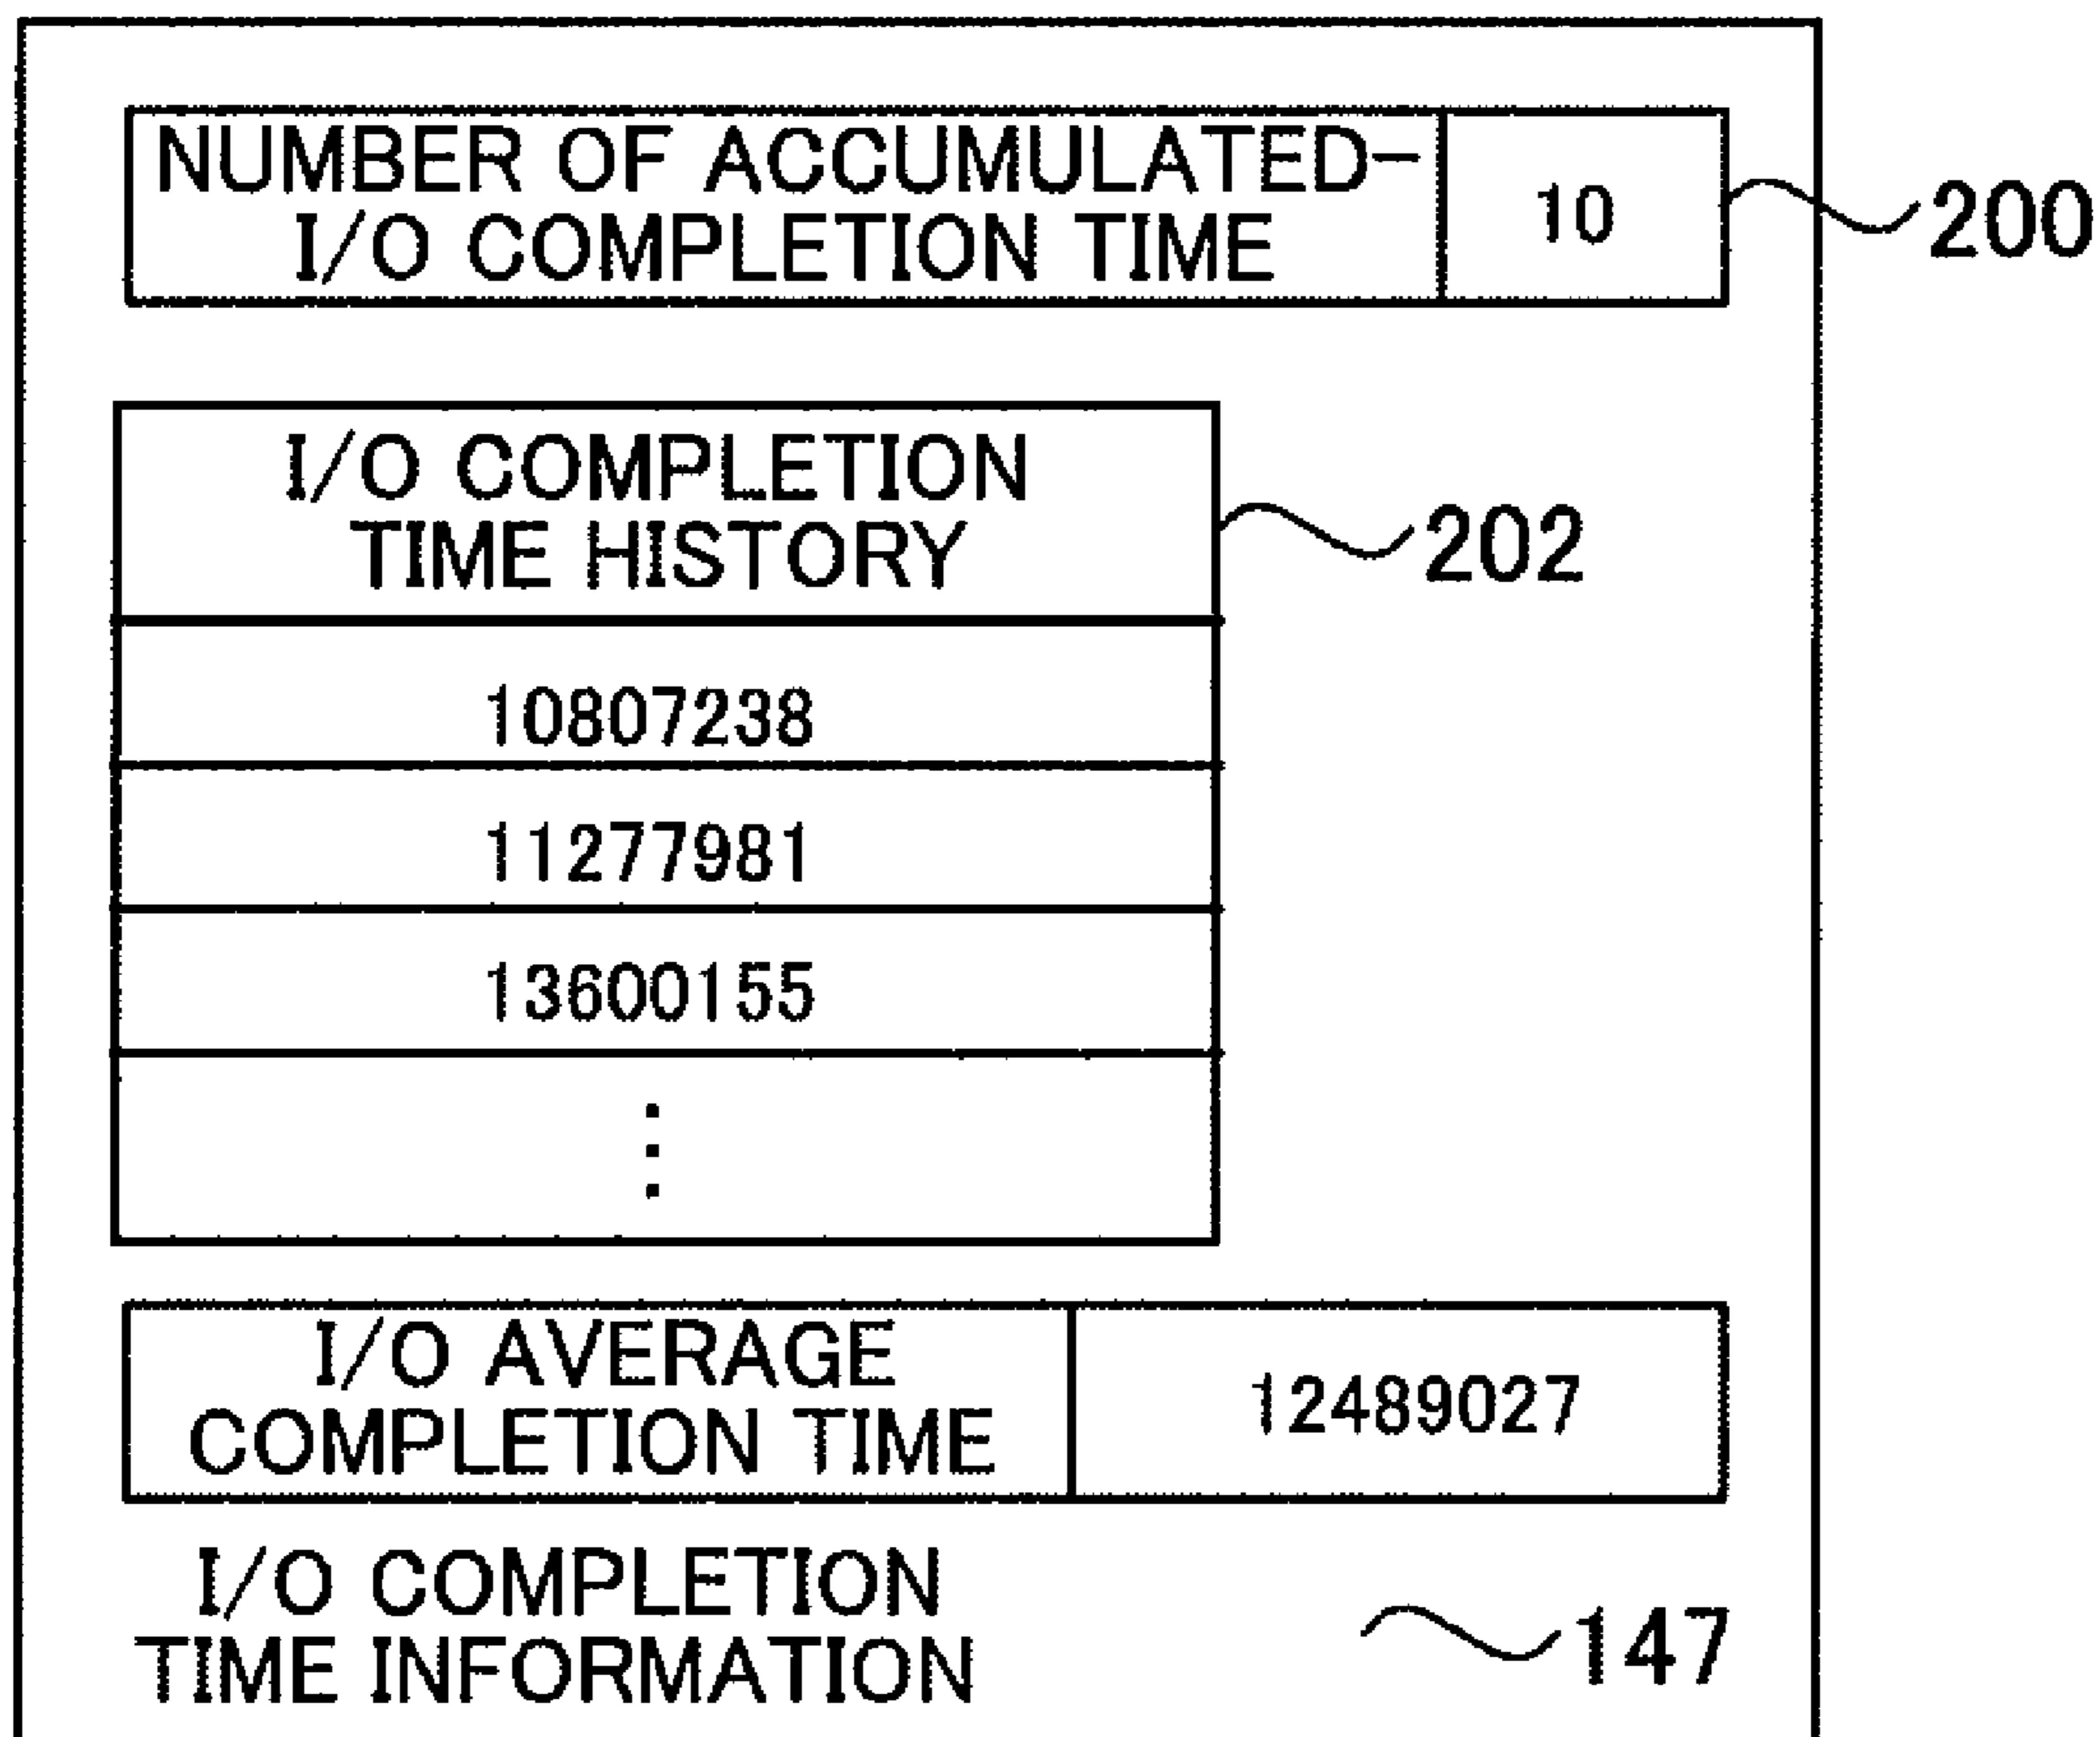 NUMBER OF ACCUMULATED-
I/O COMPLETION TIME
10
200
I/O COMPLETION
TIME HISTORY
202
10807238
11277981
13600155
⋮
I/O AVERAGE
COMPLETION TIME
12489027
I/O COMPLETION
TIME INFORMATION
147